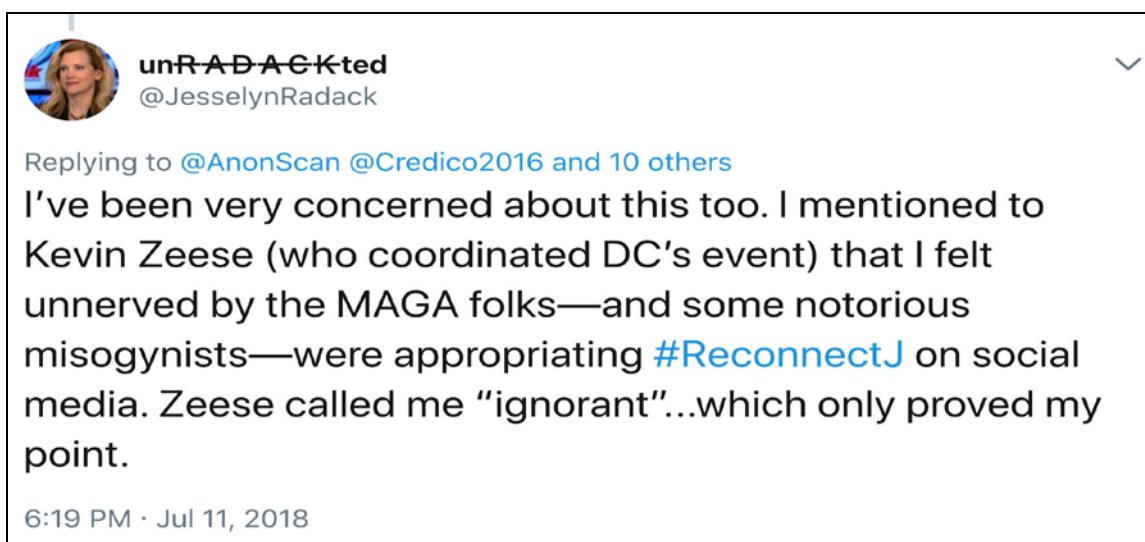 unRADACKted
@JesselynRadack
Replying to @AnonScan @Credico2016 and 10 others
I've been very concerned about this too. I mentioned to
Kevin Zeese (who coordinated DC's event) that I felt
unnerved by the MAGA folks—and some notorious
misogynists—were appropriating #ReconnectJ on social
media. Zeese called me "ignorant"...which only proved my
point.
6:19 PM · Jul 11, 2018